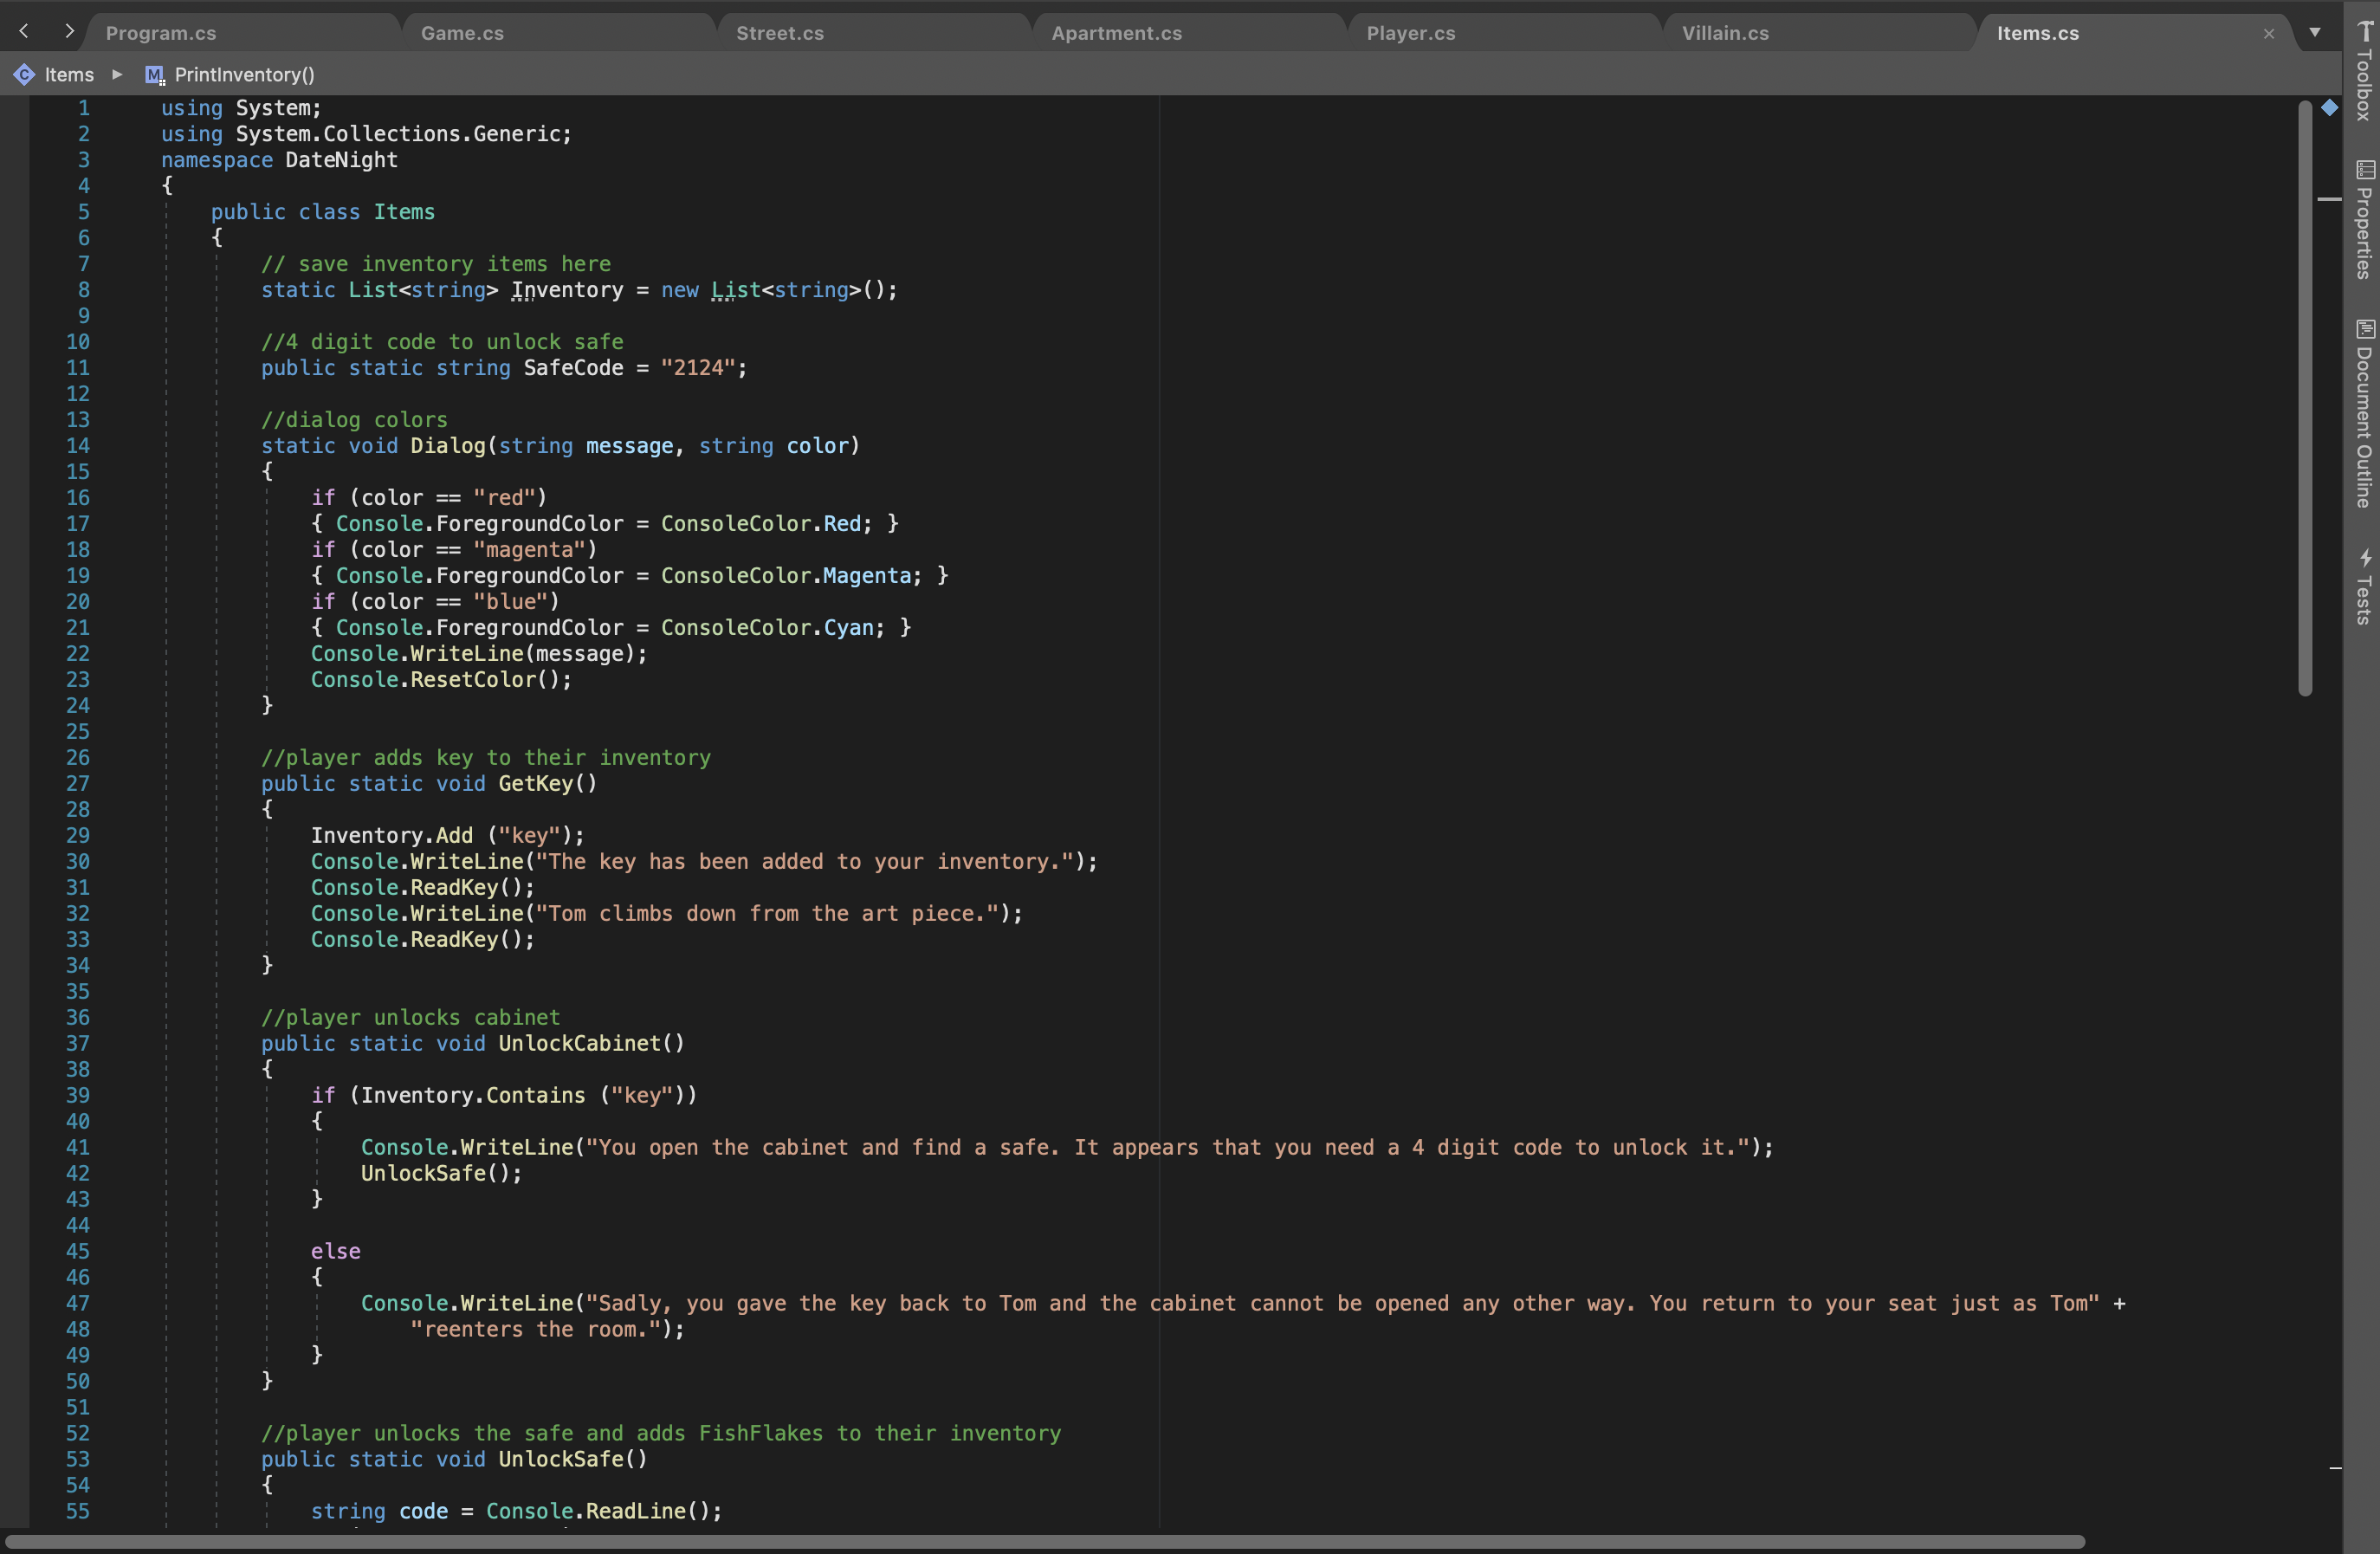 Program.cs Game.cs Street.cs Apartment.cs Player.cs Villain.cs Items.cs
Items PrintInventory()
1 using System;
2 using System.Collections.Generic;
3 namespace DateNight
4 {
5 public class Items
6 {
7 // save inventory items here
8 static List<string> Inventory = new List<string>();
9
10 //4 digit code to unlock safe
11 public static string SafeCode = "2124";
12
13 //dialog colors
14 static void Dialog(string message, string color)
15 {
16 if (color == "red")
17 { Console.ForegroundColor = ConsoleColor.Red; }
18 if (color == "magenta")
19 { Console.ForegroundColor = ConsoleColor.Magenta; }
20 if (color == "blue")
21 { Console.ForegroundColor = ConsoleColor.Cyan; }
22 Console.WriteLine(message);
23 Console.ResetColor();
24 }
25
26 //player adds key to their inventory
27 public static void GetKey()
28 {
29 Inventory.Add ("key");
30 Console.WriteLine("The key has been added to your inventory.");
31 Console.ReadKey();
32 Console.WriteLine("Tom climbs down from the art piece.");
33 Console.ReadKey();
34 }
35
36 //player unlocks cabinet
37 public static void UnlockCabinet()
38 {
39 if (Inventory.Contains ("key"))
40 {
41 Console.WriteLine("You open the cabinet and find a safe. It appears that you need a 4 digit code to unlock it.");
42 UnlockSafe();
43 }
44
45 else
46 {
47 Console.WriteLine("Sadly, you gave the key back to Tom and the cabinet cannot be opened any other way. You return to your seat just as Tom" +
48 "reenters the room.");
49 }
50 }
51
52 //player unlocks the safe and adds FishFlakes to their inventory
53 public static void UnlockSafe()
54 {
55 string code = Console.ReadLine();
Toolbox
Properties
Document Outline
Tests